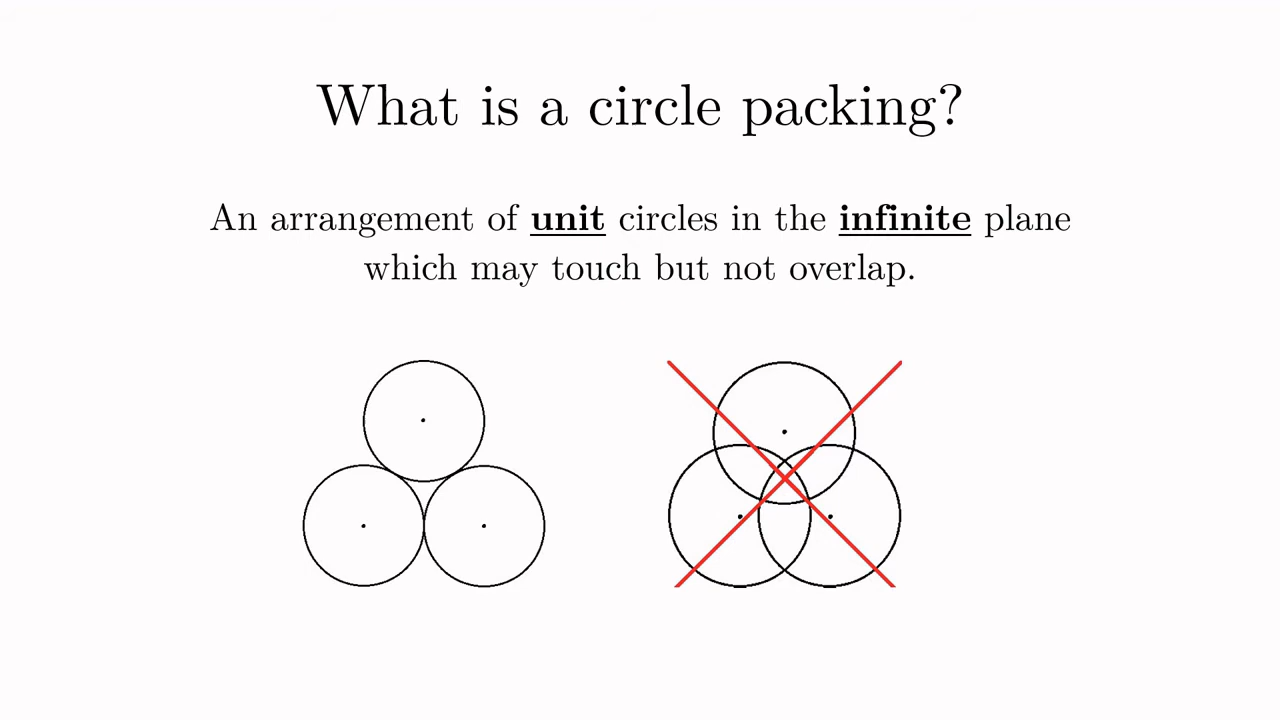 What is a circle packing?
An arrangement of unit circles in the infinite plane
which may touch but not overlap.